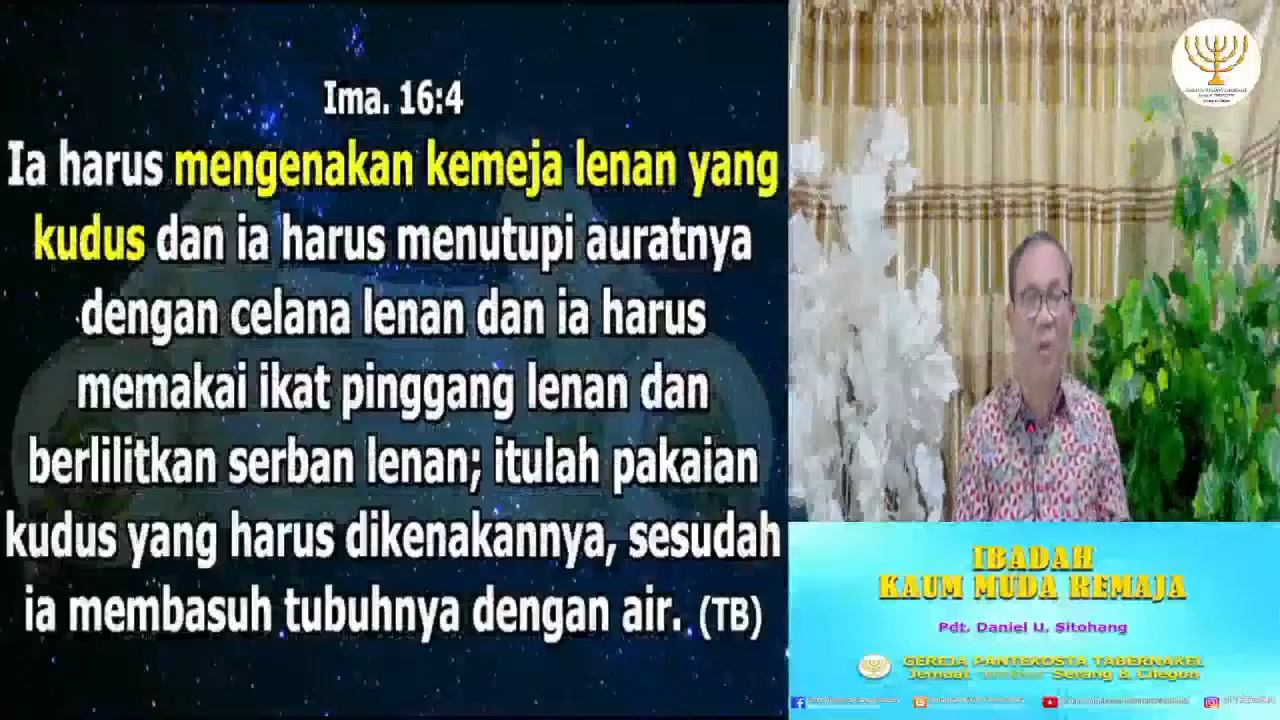 Ima. 16:4
Ia harus mengenakan kemeja lenan yang
kudus dan ia harus menutupi auratnya
dengan celana lenan dan ia harus
memakai ikat pinggang lenan dan
berlilitkan serban lenan; itulah pakaian
kudus yang harus dikenakannya, sesudah
ia membasuh tubuhnya dengan air. (TB)
IBADAH
KAUM MUDA REMAJA
Pdt. Daniel U. Sitohang
GEREJA PANTEKOSTA TABERNAKEL
Jemaat Serang & Cilegon